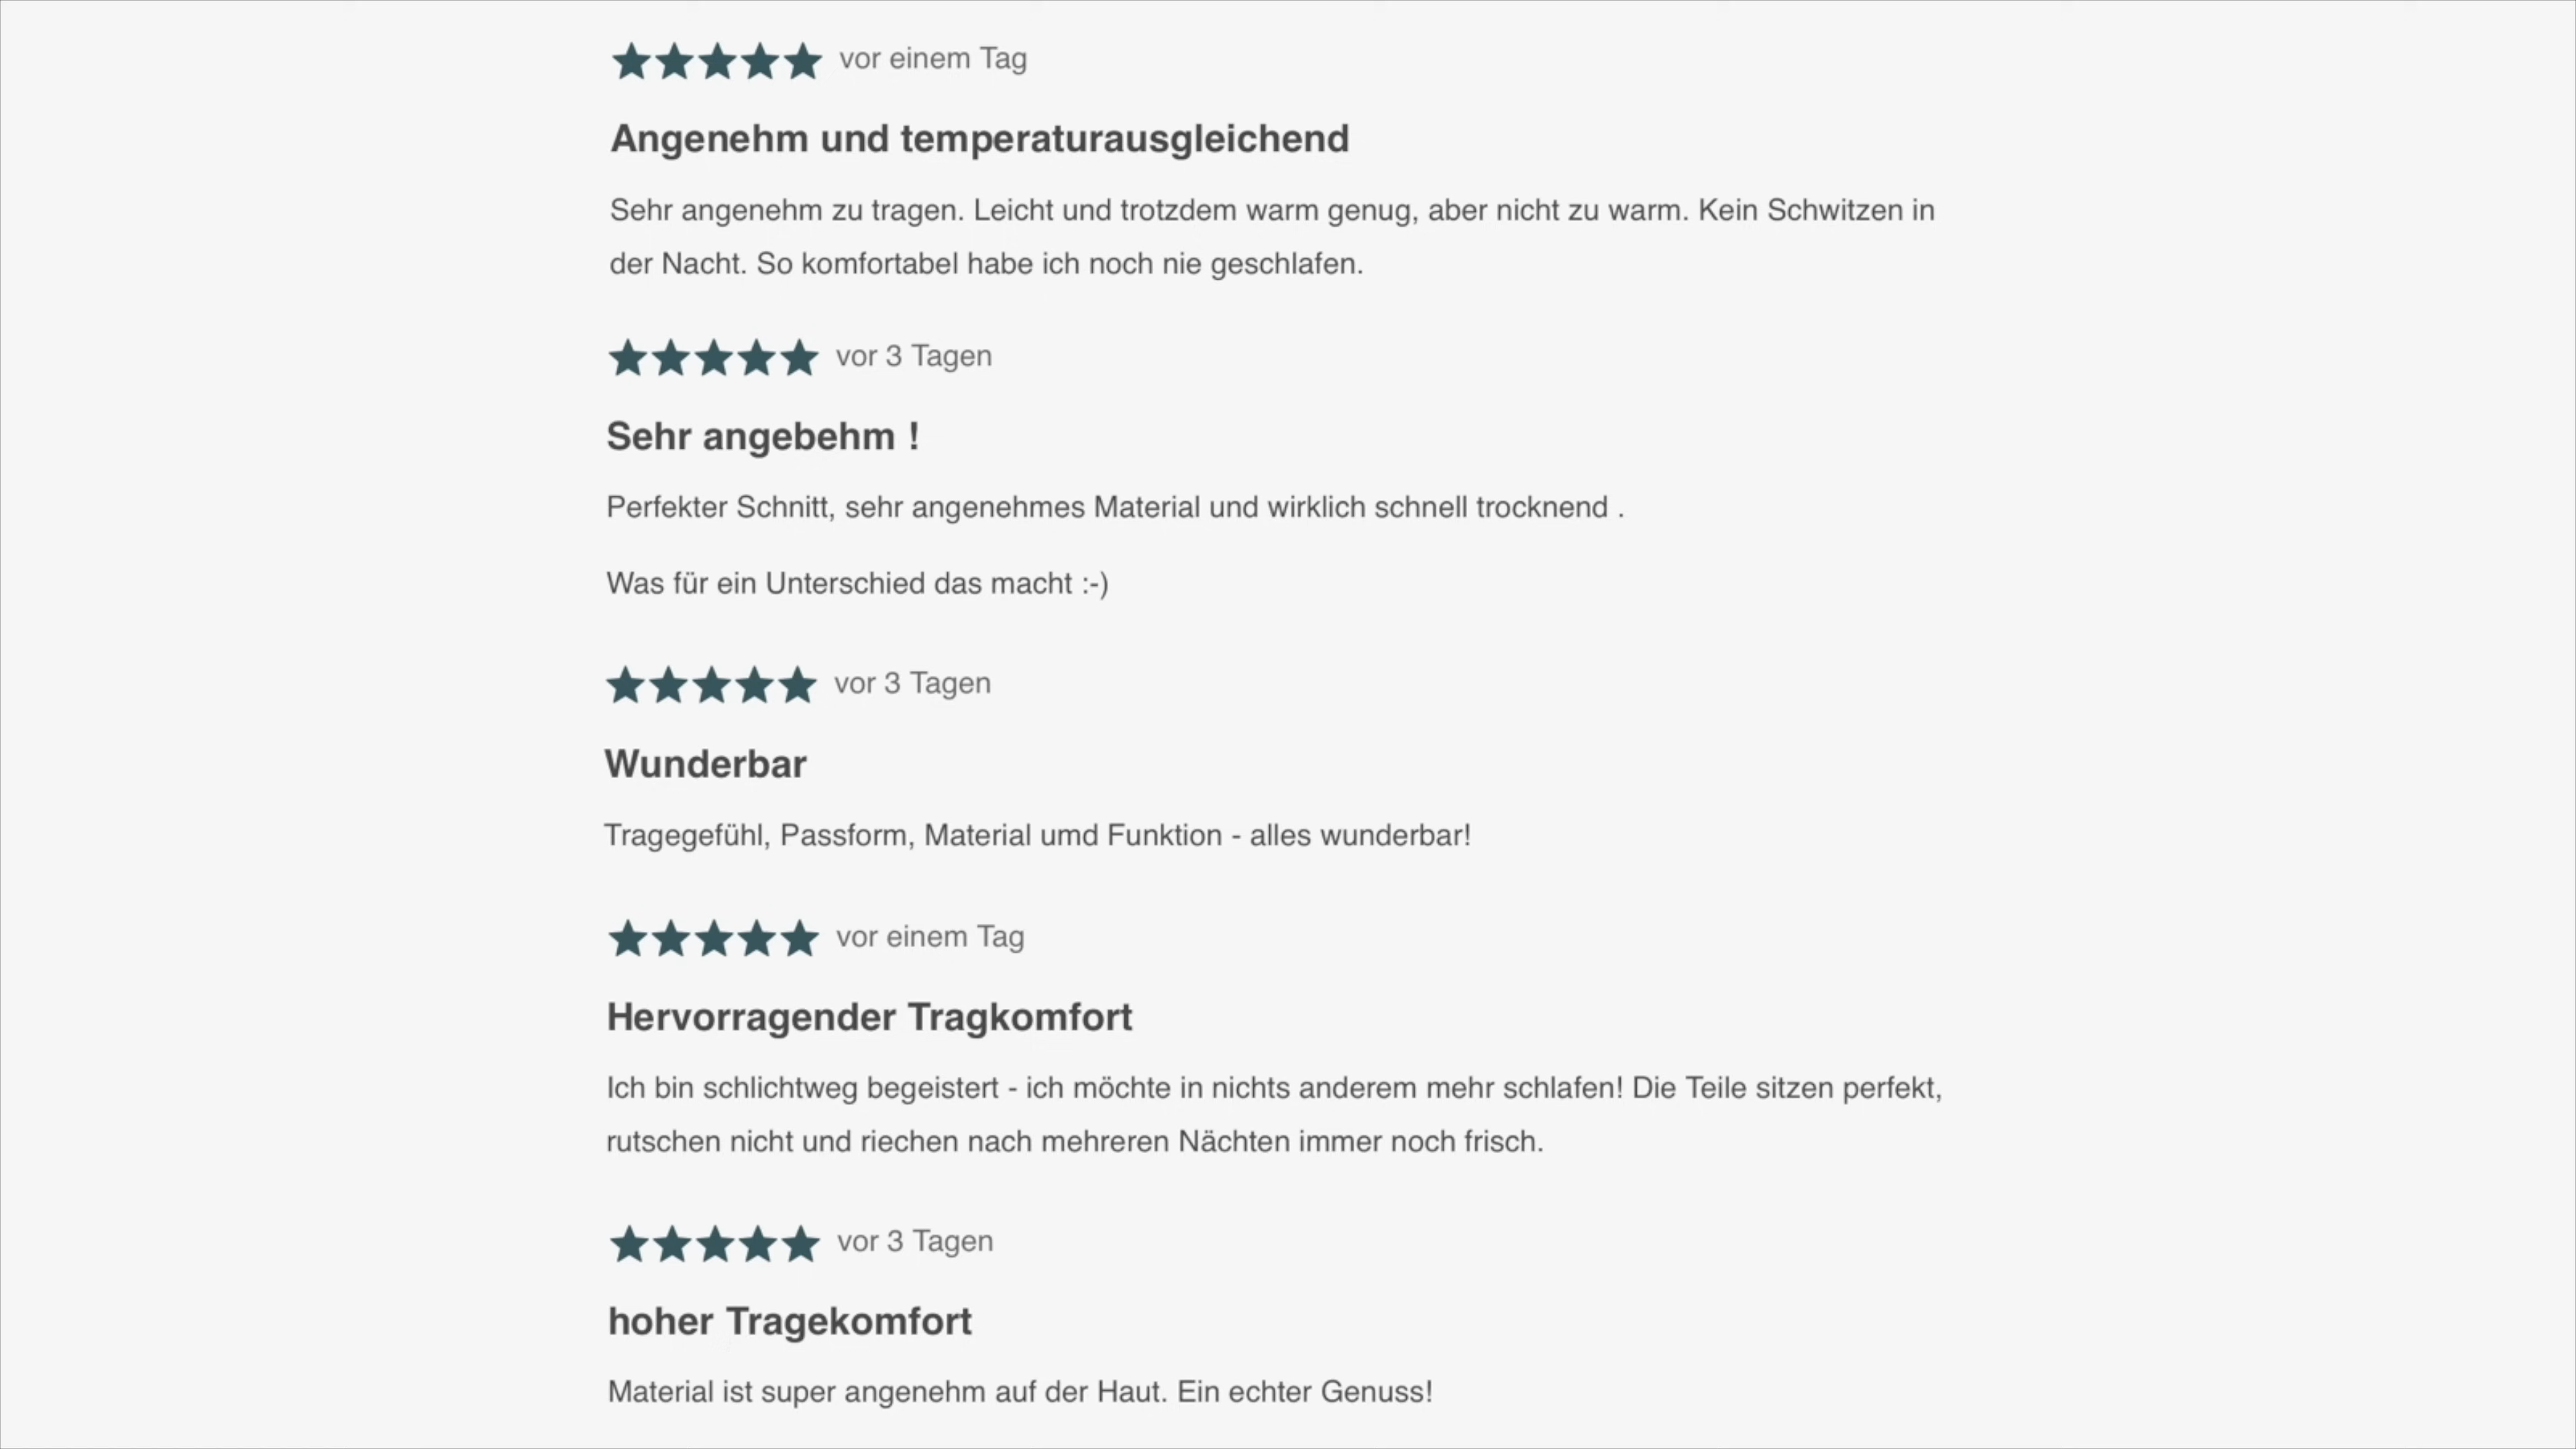 vor einem Tag
Angenehm und temperaturausgleichend
Sehr angenehm zu tragen. Leicht und trotzdem warm genug, aber nicht zu warm. Kein Schwitzen in
der Nacht. So komfortabel habe ich noch nie geschlafen.
vor 3 Tagen
Sehr angebehm !
Perfekter Schnitt, sehr angenehmes Material und wirklich schnell trocknend .
Was für ein Unterschied das macht :-)
vor 3 Tagen
Wunderbar
Tragegefühl, Passform, Material umd Funktion - alles wunderbar!
vor einem Tag
Hervorragender Tragkomfort
Ich bin schlichtweg begeistert - ich möchte in nichts anderem mehr schlafen! Die Teile sitzen perfekt,
rutschen nicht und riechen nach mehreren Nächten immer noch frisch.
vor 3 Tagen
hoher Tragekomfort
Material ist super angenehm auf der Haut. Ein echter Genuss!